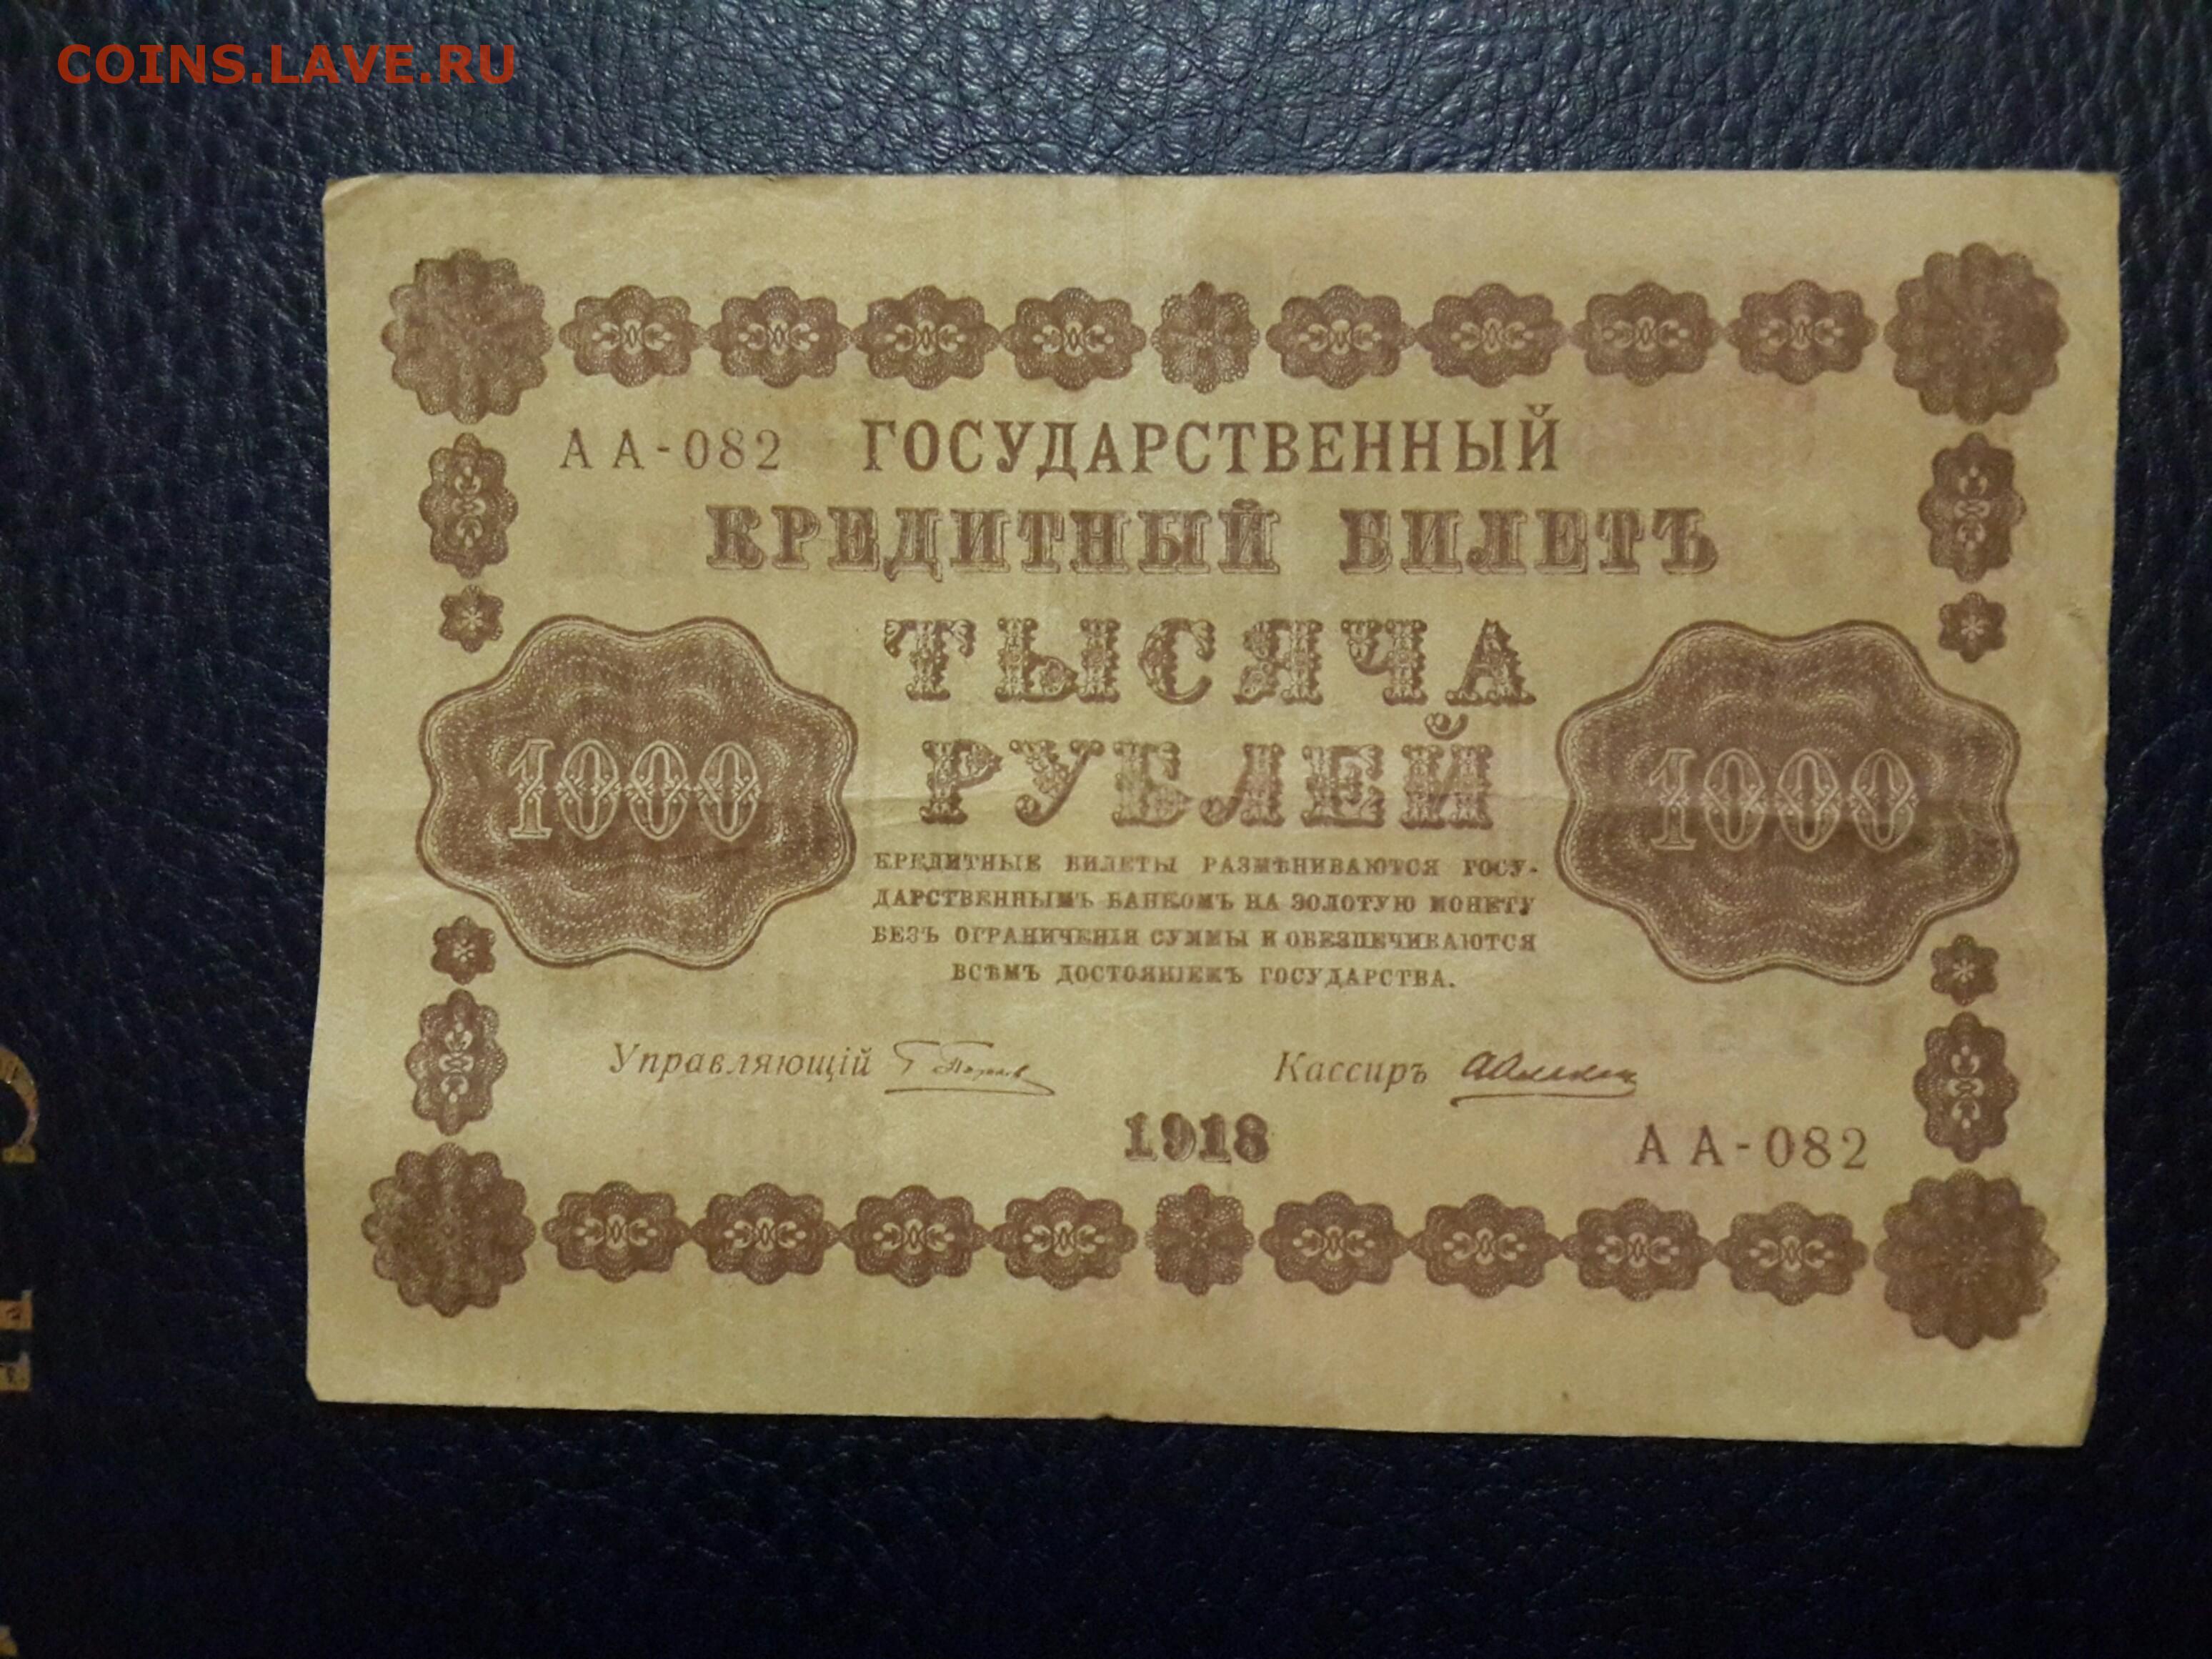 COINS.LAVE.RU
АА-082 ГОСУДАРСТВЕННЫЙ
КРЕДИТНЫЙ БИЛЕТЪ
ТЫСЯЧА
РУБЛЕЙ
1000 1000
КРЕДИТНЫЕ БИЛЕТЫ РАЗМѢНИВАЮТСЯ ГОСУ-
ДАРСТВЕННЫМЪ БАНКОМЪ НА ЗОЛОТУЮ МОНЕТУ
БЕЗЪ ОГРАНИЧЕНІЯ СУММЫ И ОБЕЗПЕЧИВАЮТСЯ
ВСѢМЪ ДОСТОЯНІЕМЪ ГОСУДАРСТВА.
Управляющій Кассиръ
1918
АА-082